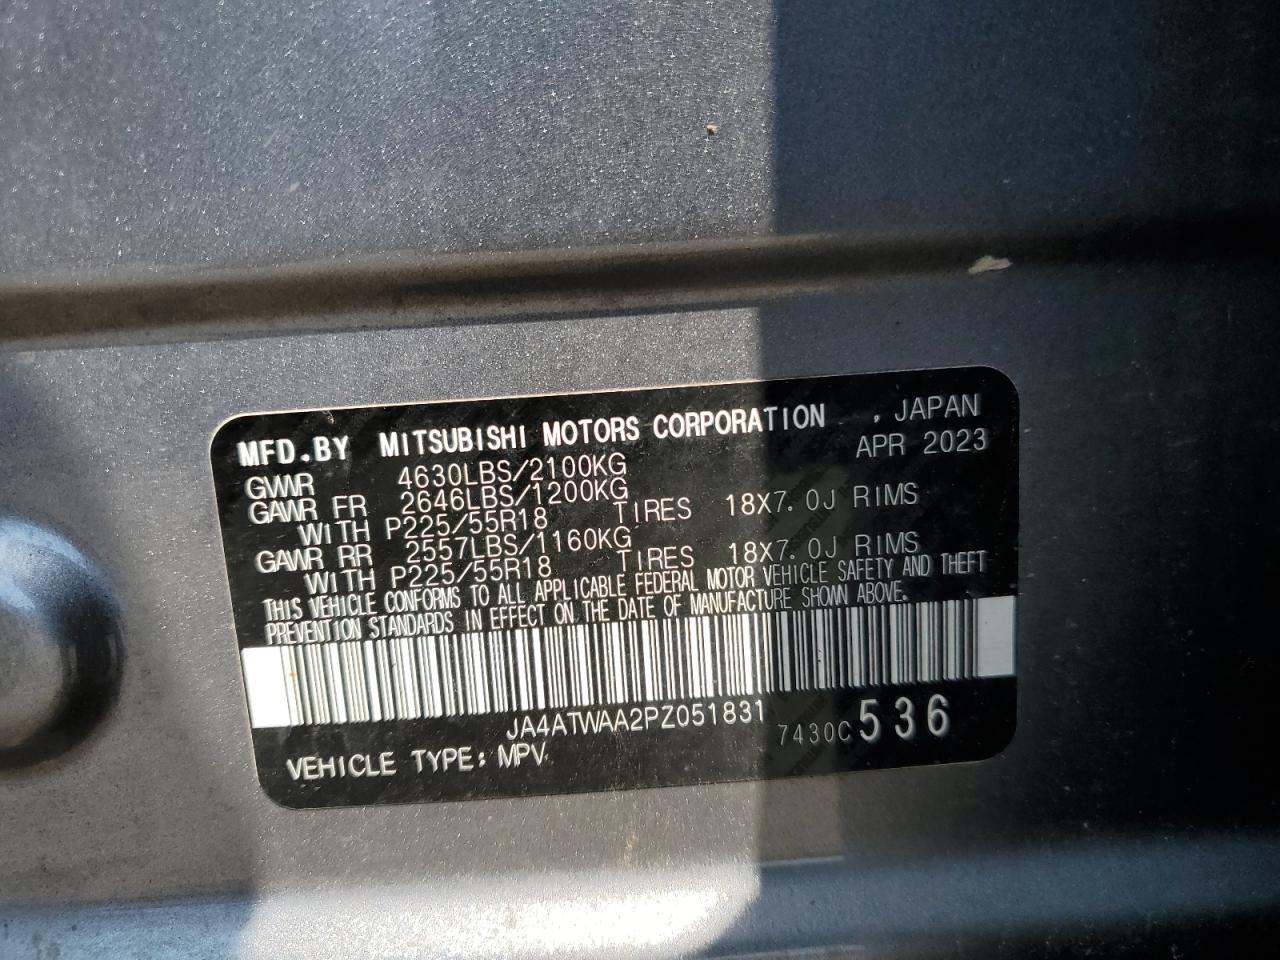 MFD.BY MITSUBISHI MOTORS CORPORATION , JAPAN
APR 2023
GVWR 4630LBS/2100KG
GAWR FR 2646LBS/1200KG
WITH P225/55R18 TIRES 18X7.0J RIMS
GAWR RR 2557LBS/1160KG
WITH P225/55R18 TIRES 18X7.0J RIMS
THIS VEHICLE CONFORMS TO ALL APPLICABLE FEDERAL MOTOR VEHICLE SAFETY AND THEFT
PREVENTION STANDARDS IN EFFECT ON THE DATE OF MANUFACTURE SHOWN ABOVE.
JA4ATWAA2PZ051831
7430C536
VEHICLE TYPE: MPV